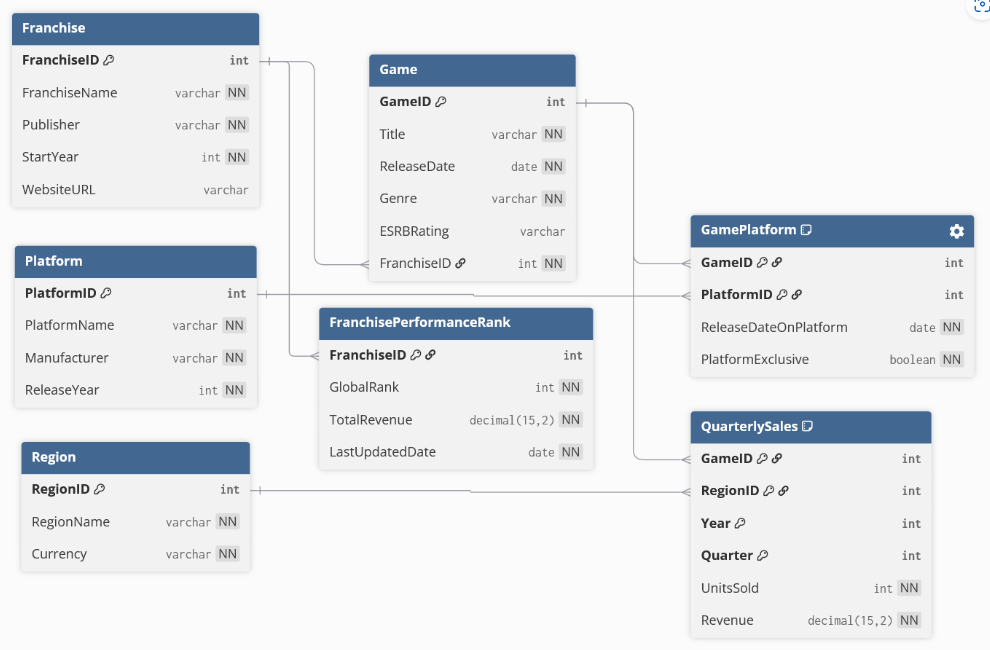 Franchise
FranchiseID int
FranchiseName varchar NN
Publisher varchar NN
StartYear int NN
WebsiteURL varchar
Game
GameID int
Title varchar NN
ReleaseDate date NN
Genre varchar NN
ESRBRating varchar
FranchiseID int NN
Platform
PlatformID int
PlatformName varchar NN
Manufacturer varchar NN
ReleaseYear int NN
GamePlatform
GameID int
PlatformID int
ReleaseDateOnPlatform date NN
PlatformExclusive boolean NN
FranchisePerformanceRank
FranchiseID int
GlobalRank int NN
TotalRevenue decimal(15,2) NN
LastUpdatedDate date NN
Region
RegionID int
RegionName varchar NN
Currency varchar NN
QuarterlySales
GameID int
RegionID int
Year int
Quarter int
UnitsSold int NN
Revenue decimal(15,2) NN